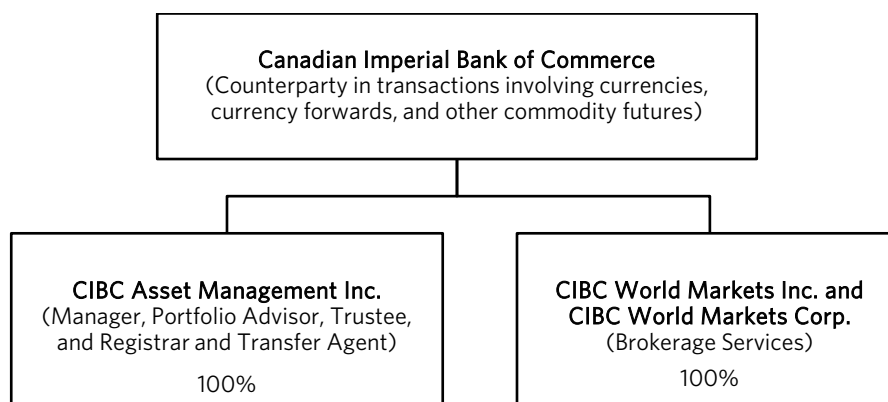 Canadian Imperial Bank of Commerce
(Counterparty in transactions involving currencies,
currency forwards, and other commodity futures)
CIBC Asset Management Inc.
(Manager, Portfolio Advisor, Trustee,
and Registrar and Transfer Agent)
100%
CIBC World Markets Inc. and
CIBC World Markets Corp.
(Brokerage Services)
100%